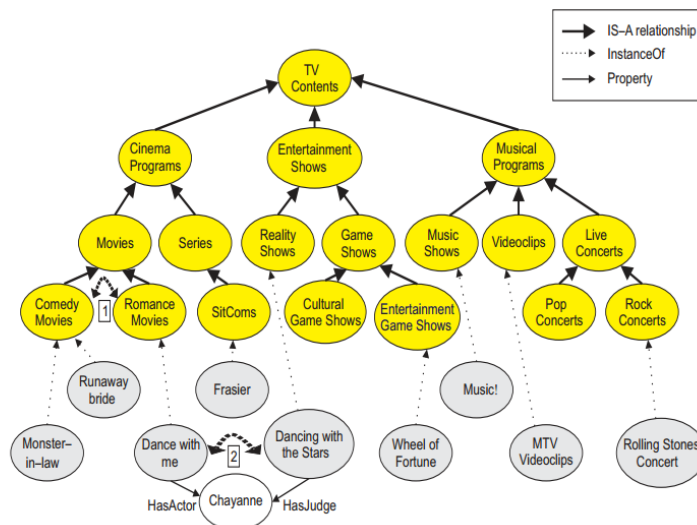 IS–A relationship
InstanceOf
Property
TV
Contents
Cinema
Programs
Entertainment
Shows
Musical
Programs
Movies
Series
Reality
Shows
Game
Shows
Music
Shows
Videoclips
Live
Concerts
Comedy
Movies
1
Romance
Movies
SitComs
Cultural
Game Shows
Entertainment
Game Shows
Pop
Concerts
Rock
Concerts
Runaway
bride
Frasier
Music!
Monster–
in–law
Dance with
me
2
Dancing with
the Stars
Wheel of
Fortune
MTV
Videoclips
Rolling Stones
Concert
HasActor
Chayanne
HasJudge